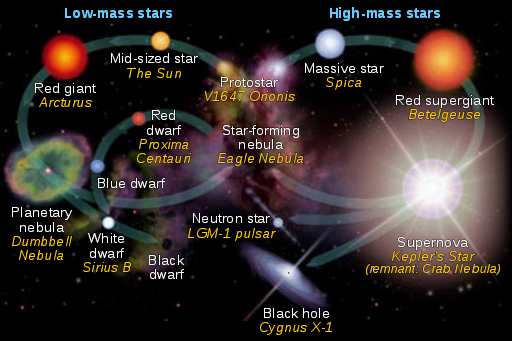 Low-mass stars
High-mass stars
Mid-sized star
The Sun
Red giant
Arcturus
Protostar
V1647 Ononis
Massive star
Spica
Red supergiant
Betelgeuse
Red
dwarf
Proxima
Centauri
Star-forming
nebula
Eagle Nebula
Blue dwarf
Planetary
nebula
Dumbbell
Nebula
White
dwarf
Sirius B
Black
dwarf
Neutron star
LGM-1 pulsar
Supernova
Kepler's Star
(remnant: Crab Nebula)
Black hole
Cygnus X-1